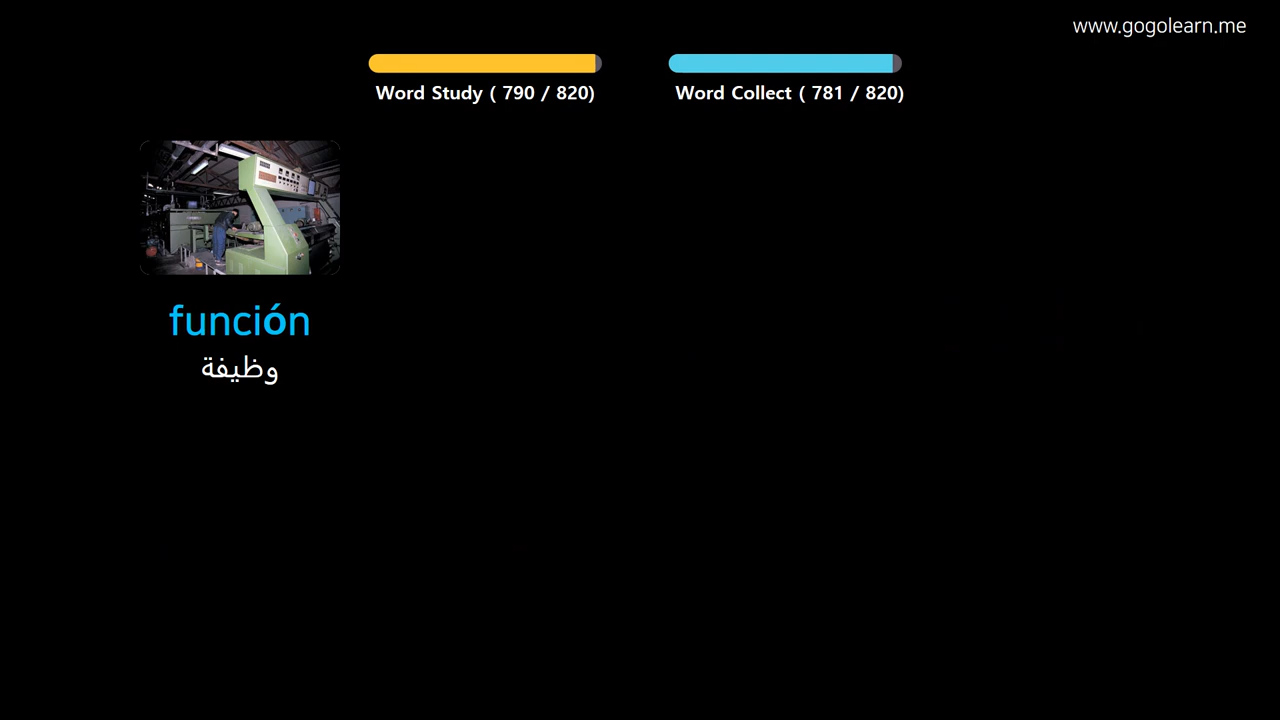 www.gogolearn.me
Word Study ( 790 / 820)
Word Collect ( 781 / 820)
función
وظيفة